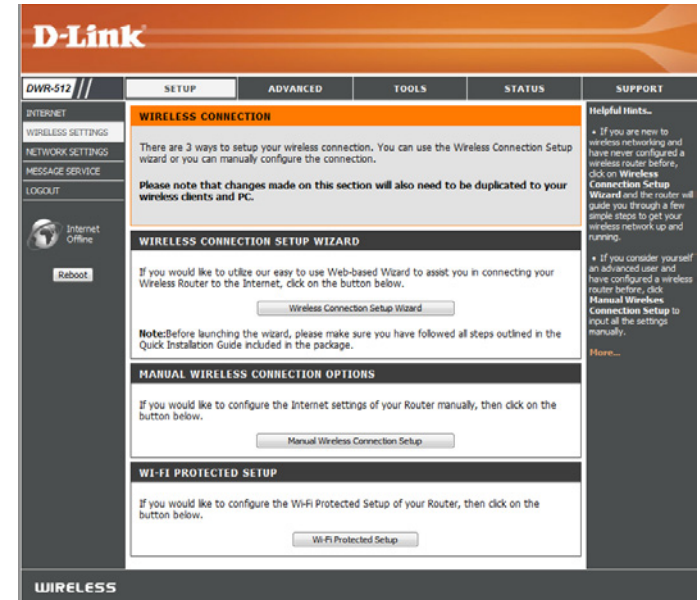 D-Link
DWR-512 //
SETUP
ADVANCED
TOOLS
STATUS
SUPPORT
INTERNET
WIRELESS SETTINGS
NETWORK SETTINGS
MESSAGE SERVICE
LOGOUT
Internet
Offline
Reboot
WIRELESS CONNECTION
There are 3 ways to setup your wireless connection. You can use the Wireless Connection Setup
wizard or you can manually configure the connection.
Please note that changes made on this section will also need to be duplicated to your
wireless clients and PC.
WIRELESS CONNECTION SETUP WIZARD
If you would like to utilize our easy to use Web-based Wizard to assist you in connecting your
Wireless Router to the Internet, click on the button below.
Wireless Connection Setup Wizard
Note:Before launching the wizard, please make sure you have followed all steps outlined in the
Quick Installation Guide included in the package.
MANUAL WIRELESS CONNECTION OPTIONS
If you would like to configure the Internet settings of your Router manually, then click on the
button below.
Manual Wireless Connection Setup
WI-FI PROTECTED SETUP
If you would like to configure the Wi-Fi Protected Setup of your Router, then click on the
button below.
Wi-Fi Protected Setup
Helpful Hints..
• If you are new to
wireless networking and
have never configured a
wireless router before,
click on Wireless
Connection Setup
Wizard and the router will
guide you through a few
simple steps to get your
wireless network up and
running.
• If you consider yourself
an advanced user and
have configured a wireless
router before, click
Manual Wirelses
Connection Setup to
input all the settings
manually.
More...
WIRELESS